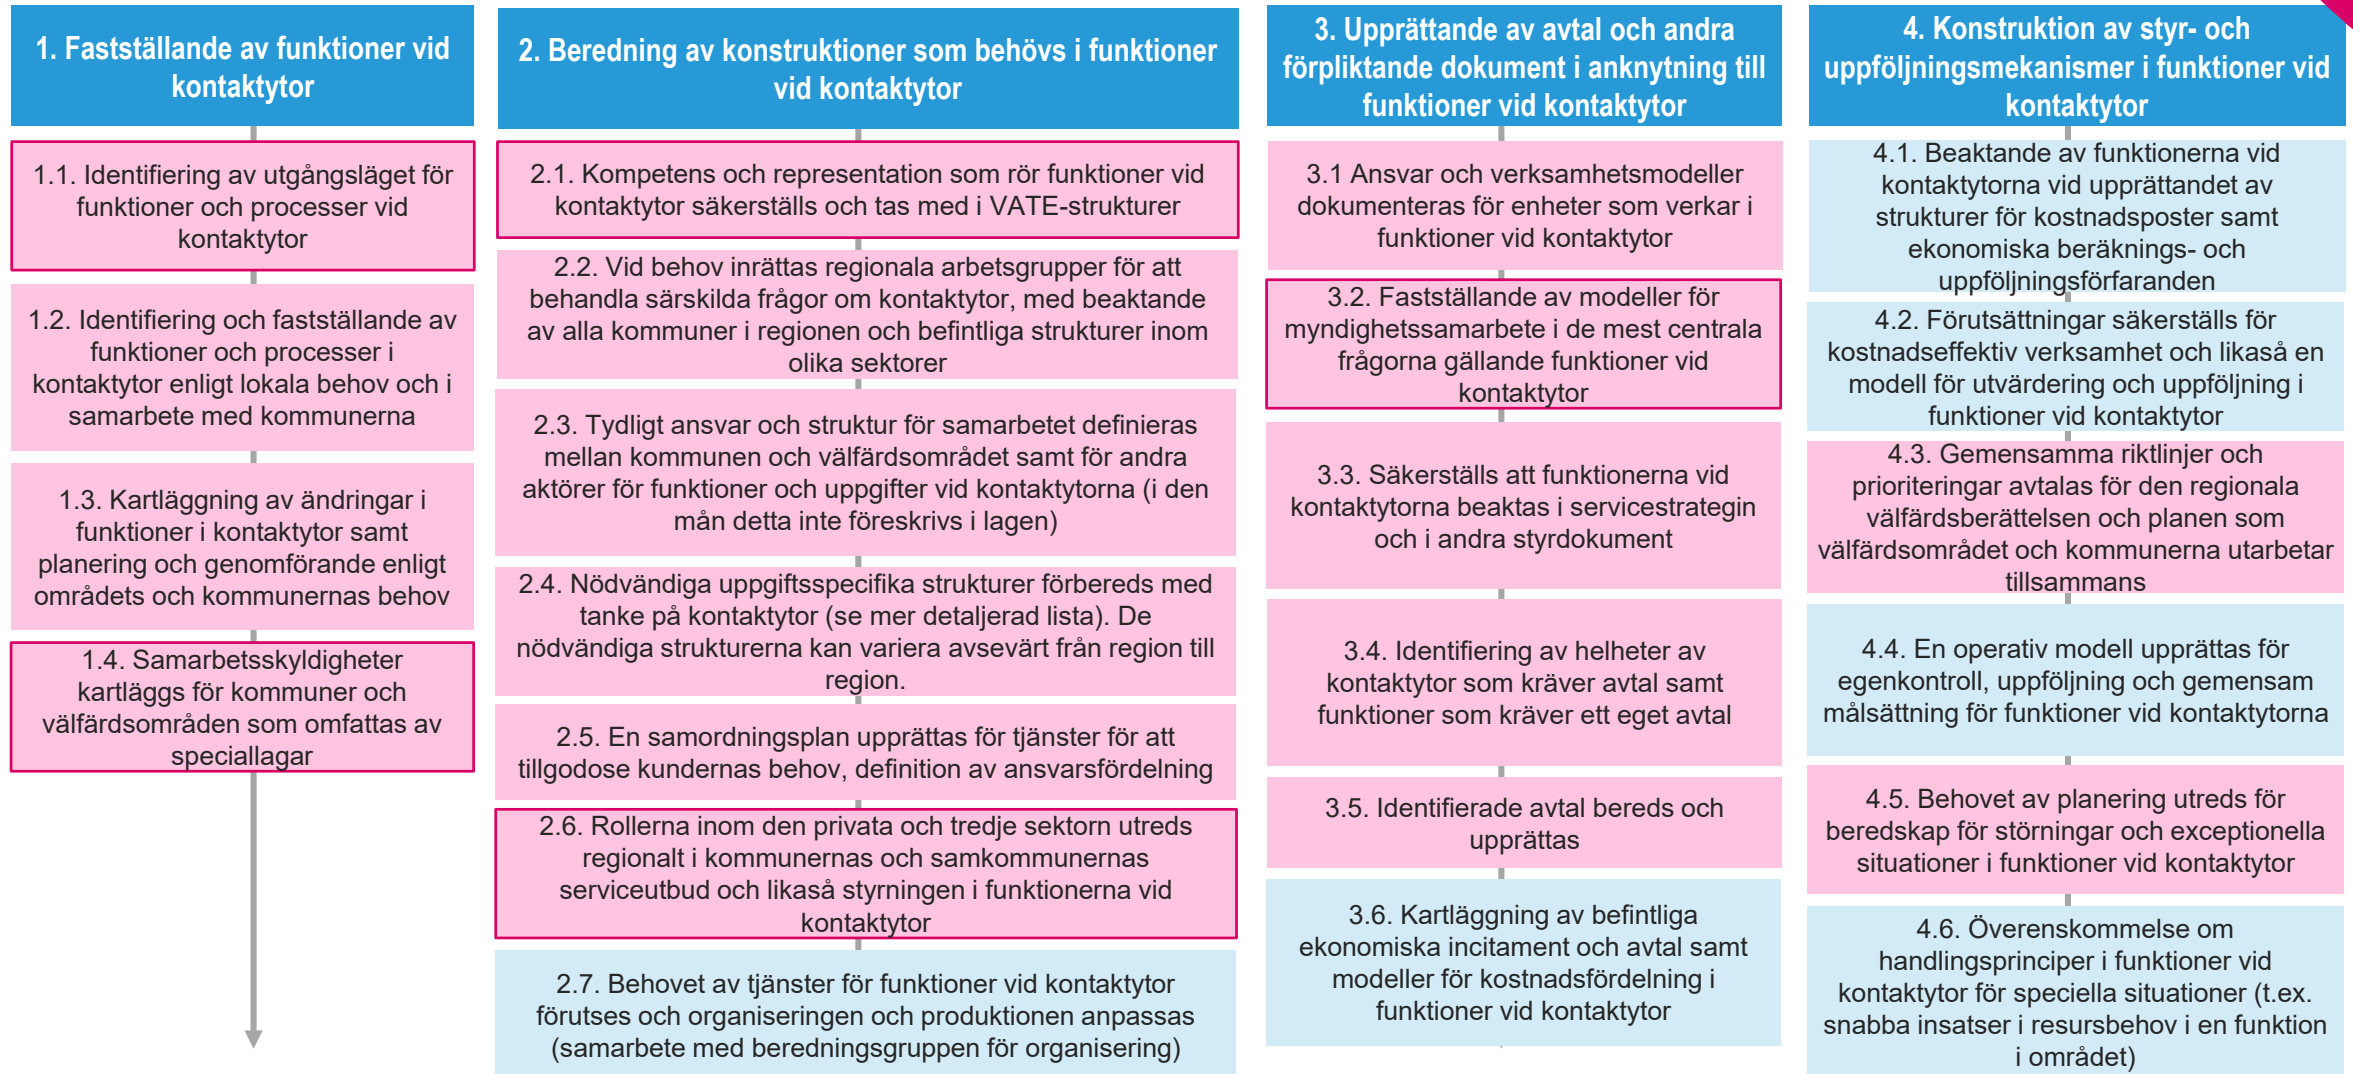 1. Fastställande av funktioner vid
kontaktytor
1.1. Identifiering av utgångsläget för
funktioner och processer vid
kontaktytor
1.2. Identifiering och fastställande av
funktioner och processer i
kontaktytor enligt lokala behov och i
samarbete med kommunerna
1.3. Kartläggning av ändringar i
funktioner i kontaktytor samt
planering och genomförande enligt
områdets och kommunernas behov
1.4. Samarbetsskyldigheter
kartläggs för kommuner och
välfärdsområden som omfattas av
speciallagar
2. Beredning av konstruktioner som behövs i funktioner
vid kontaktytor
2.1. Kompetens och representation som rör funktioner vid
kontaktytor säkerställs och tas med i VATE-strukturer
2.2. Vid behov inrättas regionala arbetsgrupper för att
behandla särskilda frågor om kontaktytor, med beaktande
av alla kommuner i regionen och befintliga strukturer inom
olika sektorer
2.3. Tydligt ansvar och struktur för samarbetet definieras
mellan kommunen och välfärdsområdet samt för andra
aktörer för funktioner och uppgifter vid kontaktytorna (i den
mån detta inte föreskrivs i lagen)
2.4. Nödvändiga uppgiftsspecifika strukturer förbereds med
tanke på kontaktytor (se mer detaljerad lista). De
nödvändiga strukturerna kan variera avsevärt från region till
region.
2.5. En samordningsplan upprättas för tjänster för att
tillgodose kundernas behov, definition av ansvarsfördelning
2.6. Rollerna inom den privata och tredje sektorn utreds
regionalt i kommunernas och samkommunernas
serviceutbud och likaså styrningen i funktionerna vid
kontaktytor
2.7. Behovet av tjänster för funktioner vid kontaktytor
förutses och organiseringen och produktionen anpassas
(samarbete med beredningsgruppen för organisering)
3. Upprättande av avtal och andra
förpliktande dokument i anknytning till
funktioner vid kontaktytor
3.1 Ansvar och verksamhetsmodeller
dokumenteras för enheter som verkar i
funktioner vid kontaktytor
3.2. Fastställande av modeller för
myndighetssamarbete i de mest centrala
frågorna gällande funktioner vid
kontaktytor
3.3. Säkerställs att funktionerna vid
kontaktytorna beaktas i servicestrategin
och i andra styrdokument
3.4. Identifiering av helheter av
kontaktytor som kräver avtal samt
funktioner som kräver ett eget avtal
3.5. Identifierade avtal bereds och
upprättas
3.6. Kartläggning av befintliga
ekonomiska incitament och avtal samt
modeller för kostnadsfördelning i
funktioner vid kontaktytor
4. Konstruktion av styr- och
uppföljningsmekanismer i funktioner vid
kontaktytor
4.1. Beaktande av funktionerna vid
kontaktytorna vid upprättandet av
strukturer för kostnadsposter samt
ekonomiska beräknings- och
uppföljningsförfaranden
4.2. Förutsättningar säkerställs för
kostnadseffektiv verksamhet och likaså en
modell för utvärdering och uppföljning i
funktioner vid kontaktytor
4.3. Gemensamma riktlinjer och
prioriteringar avtalas för den regionala
välfärdsberättelsen och planen som
välfärdsområdet och kommunerna utarbetar
tillsammans
4.4. En operativ modell upprättas för
egenkontroll, uppföljning och gemensam
målsättning för funktioner vid kontaktytorna
4.5. Behovet av planering utreds för
beredskap för störningar och exceptionella
situationer i funktioner vid kontaktytor
4.6. Överenskommelse om
handlingsprinciper i funktioner vid
kontaktytor för speciella situationer (t.ex.
snabba insatser i resursbehov i en funktion
i området)